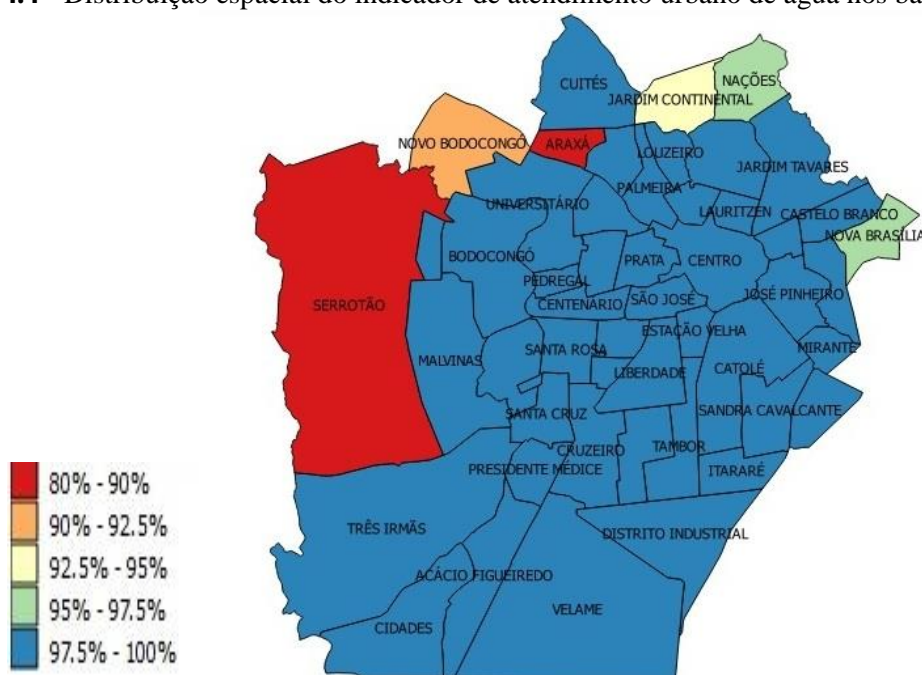 Distribuição espacial do indicador de atendimento urbano de água nos
CUITÉS
NAÇÕES
JARDIM CONTINENTAL
NOVO BODOCONGÓ
ARAXÁ
LOUZEIRO
JARDIM TAVARES
PALMEIRA
UNIVERSITÁRIO
LAURITZEN
CASTELO BRANCO
NOVA BRASÍLIA
BODOCONGÓ
PRATA
CENTRO
PEDREGAL
JOSÉ PINHEIRO
SERROTÃO
CENTENÁRIO
SÃO JOSÉ
ESTAÇÃO VELHA
MIRANTE
SANTA ROSA
MALVINAS
LIBERDADE
CATOLÉ
SANTA CRUZ
SANDRA CAVALCANTE
CRUZEIRO
TAMBOR
PRESIDENTE MÉDICE
ITARARÉ
TRÊS IRMÃS
DISTRITO INDUSTRIAL
ACÁCIO FIGUEIREDO
VELAME
CIDADES
80% - 90%
90% - 92.5%
92.5% - 95%
95% - 97.5%
97.5% - 100%